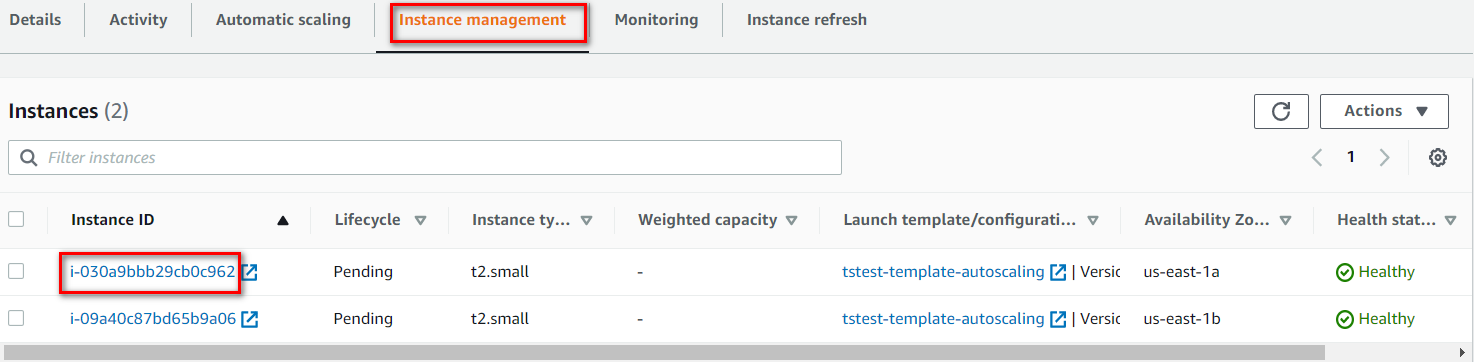 Details Activity Automatic scaling Instance management Monitoring Instance refresh
Instances (2)
Actions
Filter instances
1
Instance ID Lifecycle Instance ty... Weighted capacity Launch template/configurati... Availability Zo... Health stat...
i-030a9bbb29cb0c962 Pending t2.small - tstest-template-autoscaling | Versio us-east-1a Healthy
i-09a40c87bd65b9a06 Pending t2.small - tstest-template-autoscaling | Versio us-east-1b Healthy